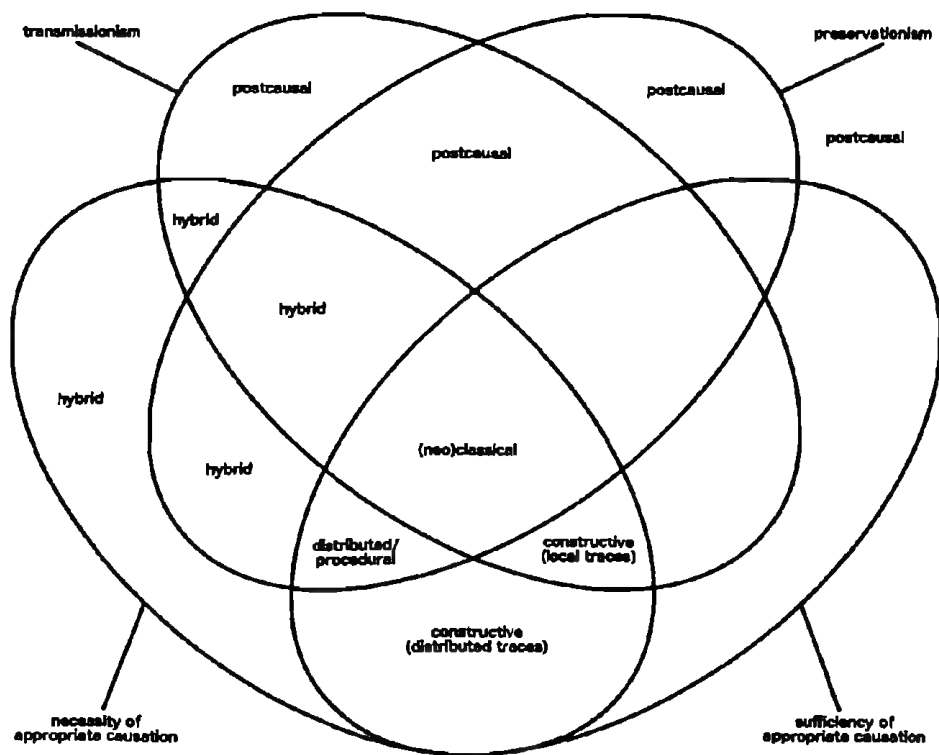 transmissionism
preservationism
postcausal
postcausal
postcausal
postcausal
hybrid
hybrid
hybrid
(neo)classical
hybrid
distributed/
procedural
constructive
(local traces)
constructive
(distributed traces)
necessity of
appropriate causation
sufficiency of
appropriate causation